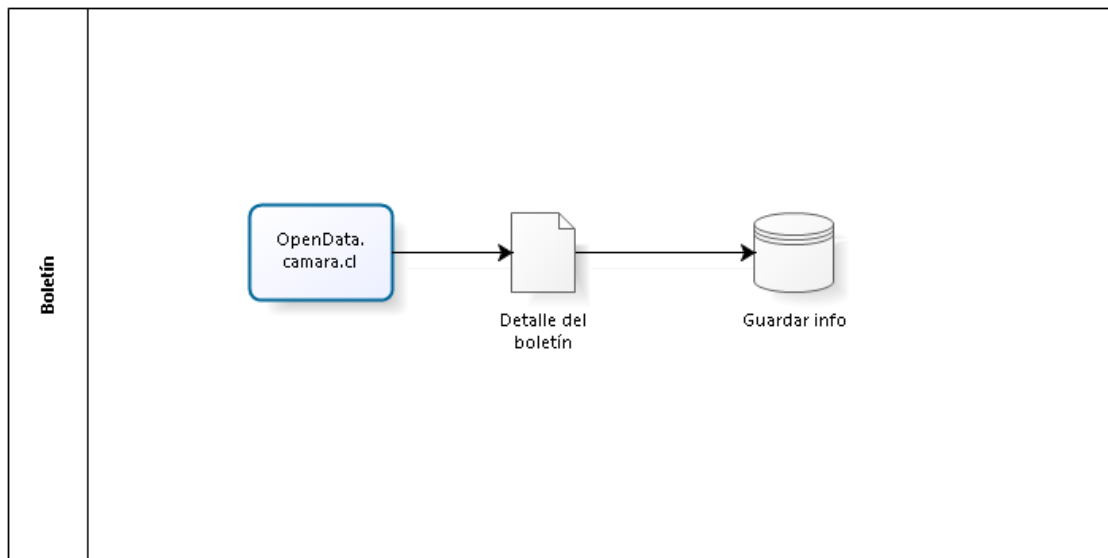 Boletín
OpenData.
camara.cl
Detalle del
boletín
Guardar info